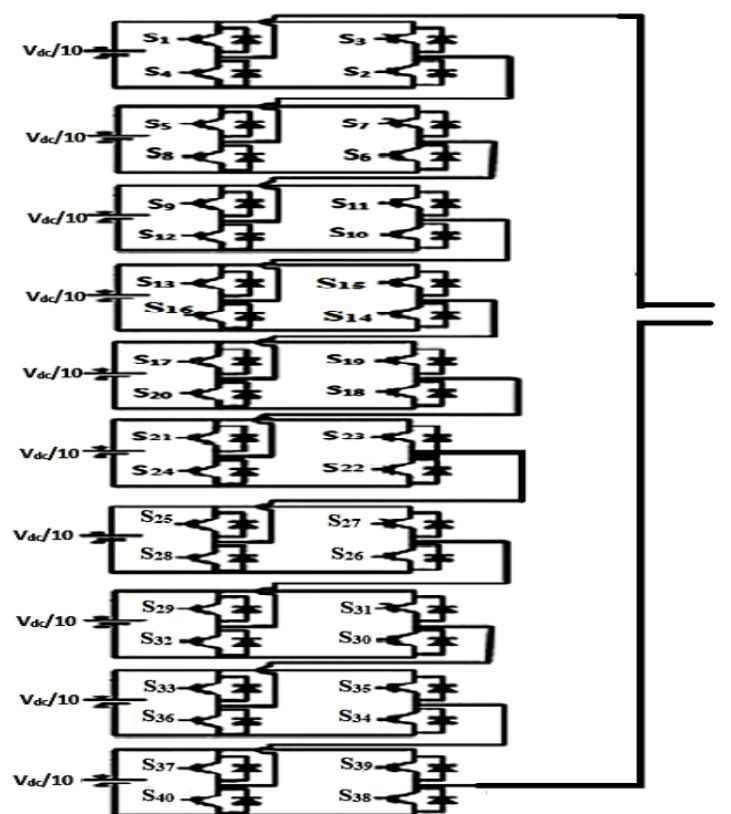 S1 S3
Vdc/10
S4 S2
S5 S7
Vdc/10
S8 S6
S9 S11
Vdc/10
S12 S10
S13 S15
Vdc/10
S16 S14
S17 S19
Vdc/10
S20 S18
S21 S23
Vdc/10
S24 S22
S25 S27
Vdc/10
S28 S26
S29 S31
Vdc/10
S32 S30
S33 S35
Vdc/10
S36 S34
S37 S39
Vdc/10
S40 S38